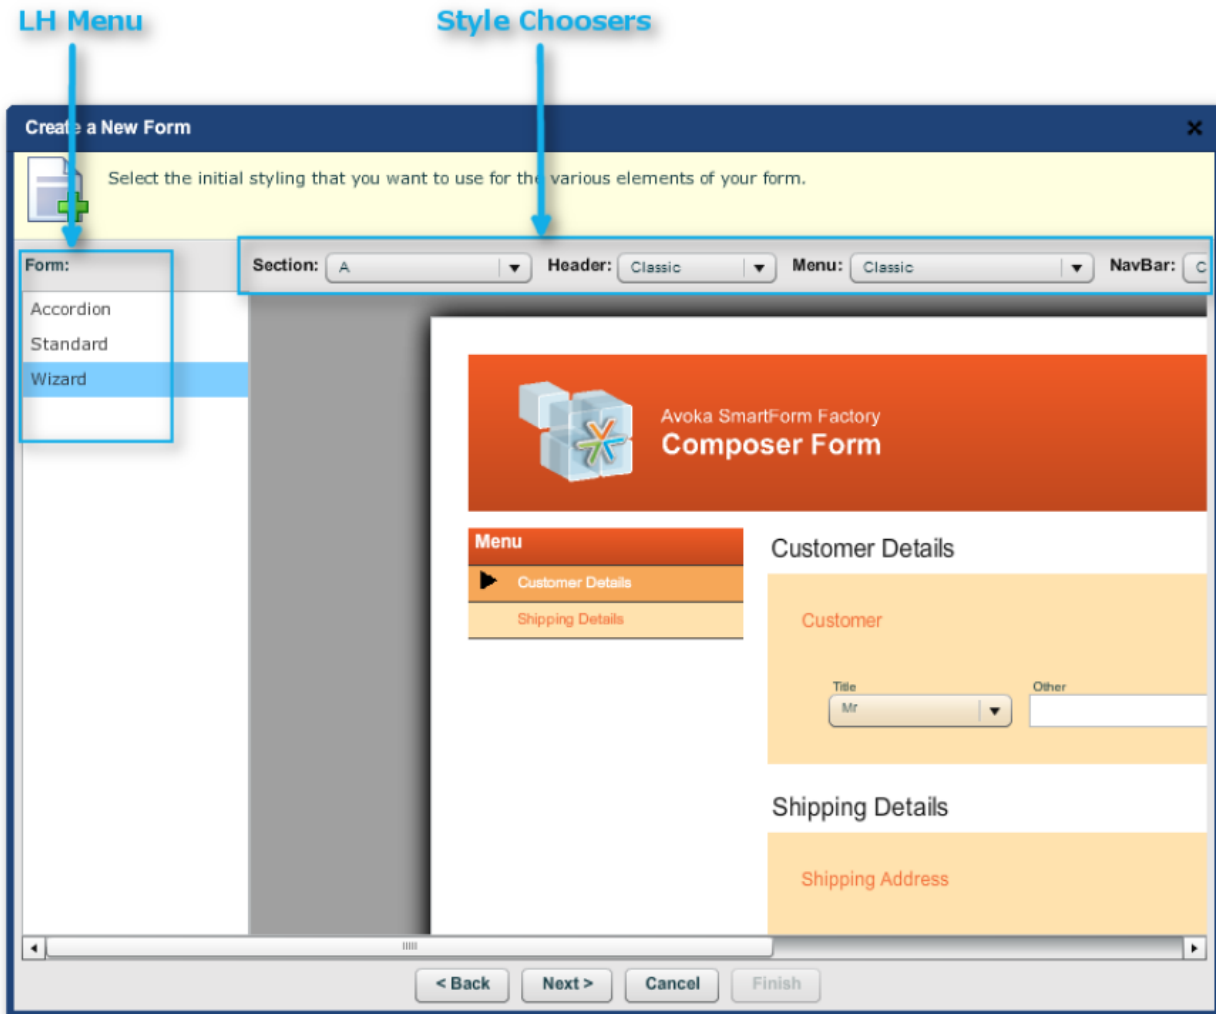 LH Menu
Style Choosers
Create a New Form
Select the initial styling that you want to use for the various elements of your form.
Form:
Section: A Header: Classic Menu: Classic NavBar: C
Accordion
Standard
Wizard
Avoka SmartForm Factory
Composer Form
Menu
Customer Details
Shipping Details
Customer Details
Customer
Title Other
Mr
Shipping Details
Shipping Address
< Back Next > Cancel Finish